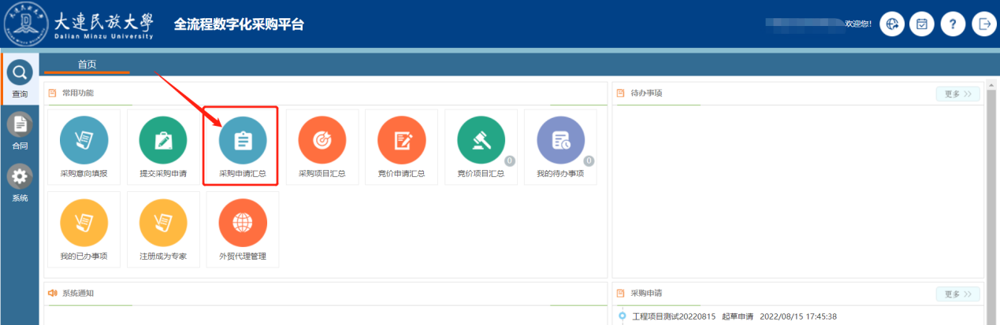 大連民族大學
Dalian Minzu University
全流程数字化采购平台
欢迎您!
?
首页
查询
合同
系统
常用功能
采购意向填报
提交采购申请
采购申请汇总
采购项目汇总
竞价申请汇总
竞价项目汇总
0
我的待办事项
0
我的已办事项
注册成为专家
外贸代理管理
待办事项
更多 >>
系统通知
采购申请
更多 >>
工程项目测试20220815 起草申请 2022/08/15 17:45:38